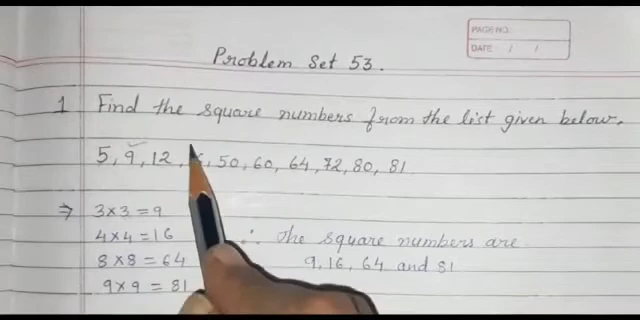 PAGE NO.
DATE / /
Problem Set 53.
1 Find the square numbers from the list given below.
5, 9, 12, 50, 60, 64, 72, 80, 81
⇒ 3×3=9
4×4=16 ∴ The square numbers are
8×8=64 9, 16, 64 and 81
9×9=81